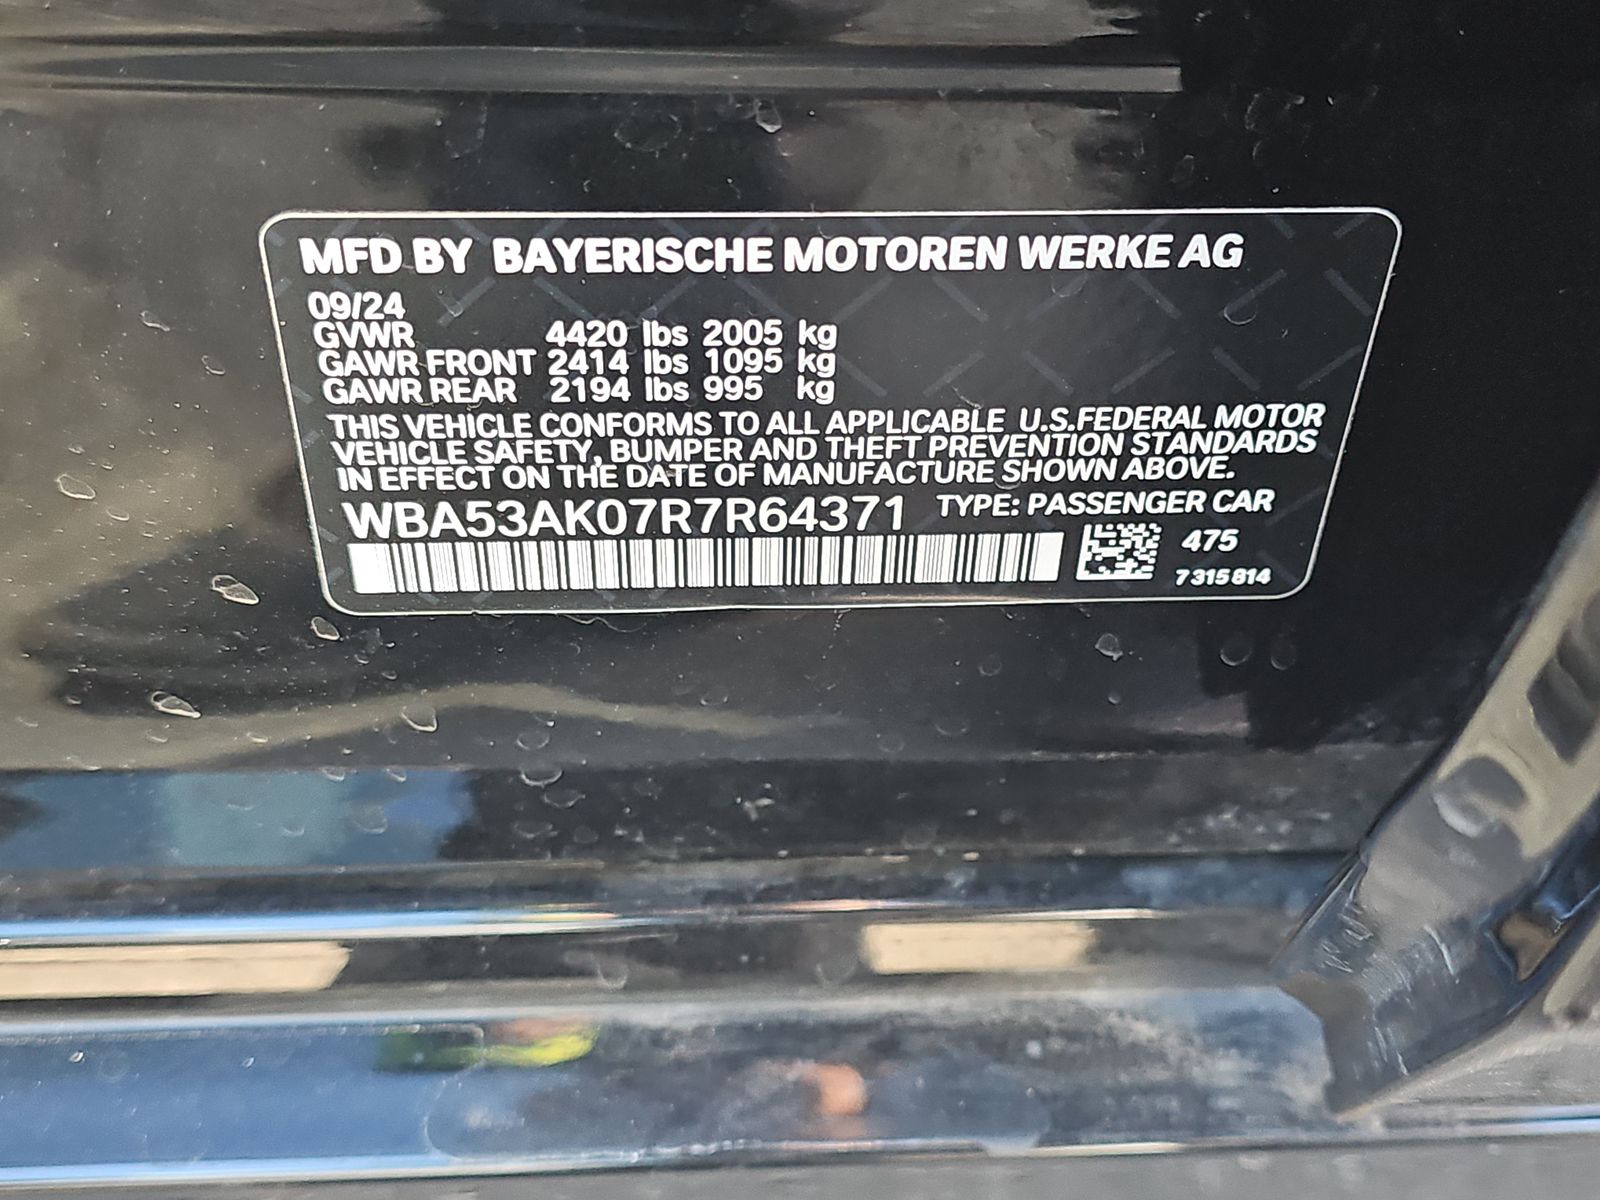 MFD BY BAYERISCHE MOTOREN WERKE AG
09/24
GVWR 4420 lbs 2005 kg
GAWR FRONT 2414 lbs 1095 kg
GAWR REAR 2194 lbs 995 kg
THIS VEHICLE CONFORMS TO ALL APPLICABLE U.S.FEDERAL MOTOR
VEHICLE SAFETY, BUMPER AND THEFT PREVENTION STANDARDS
IN EFFECT ON THE DATE OF MANUFACTURE SHOWN ABOVE.
WBA53AK07R7R64371 TYPE: PASSENGER CAR
475
7315814